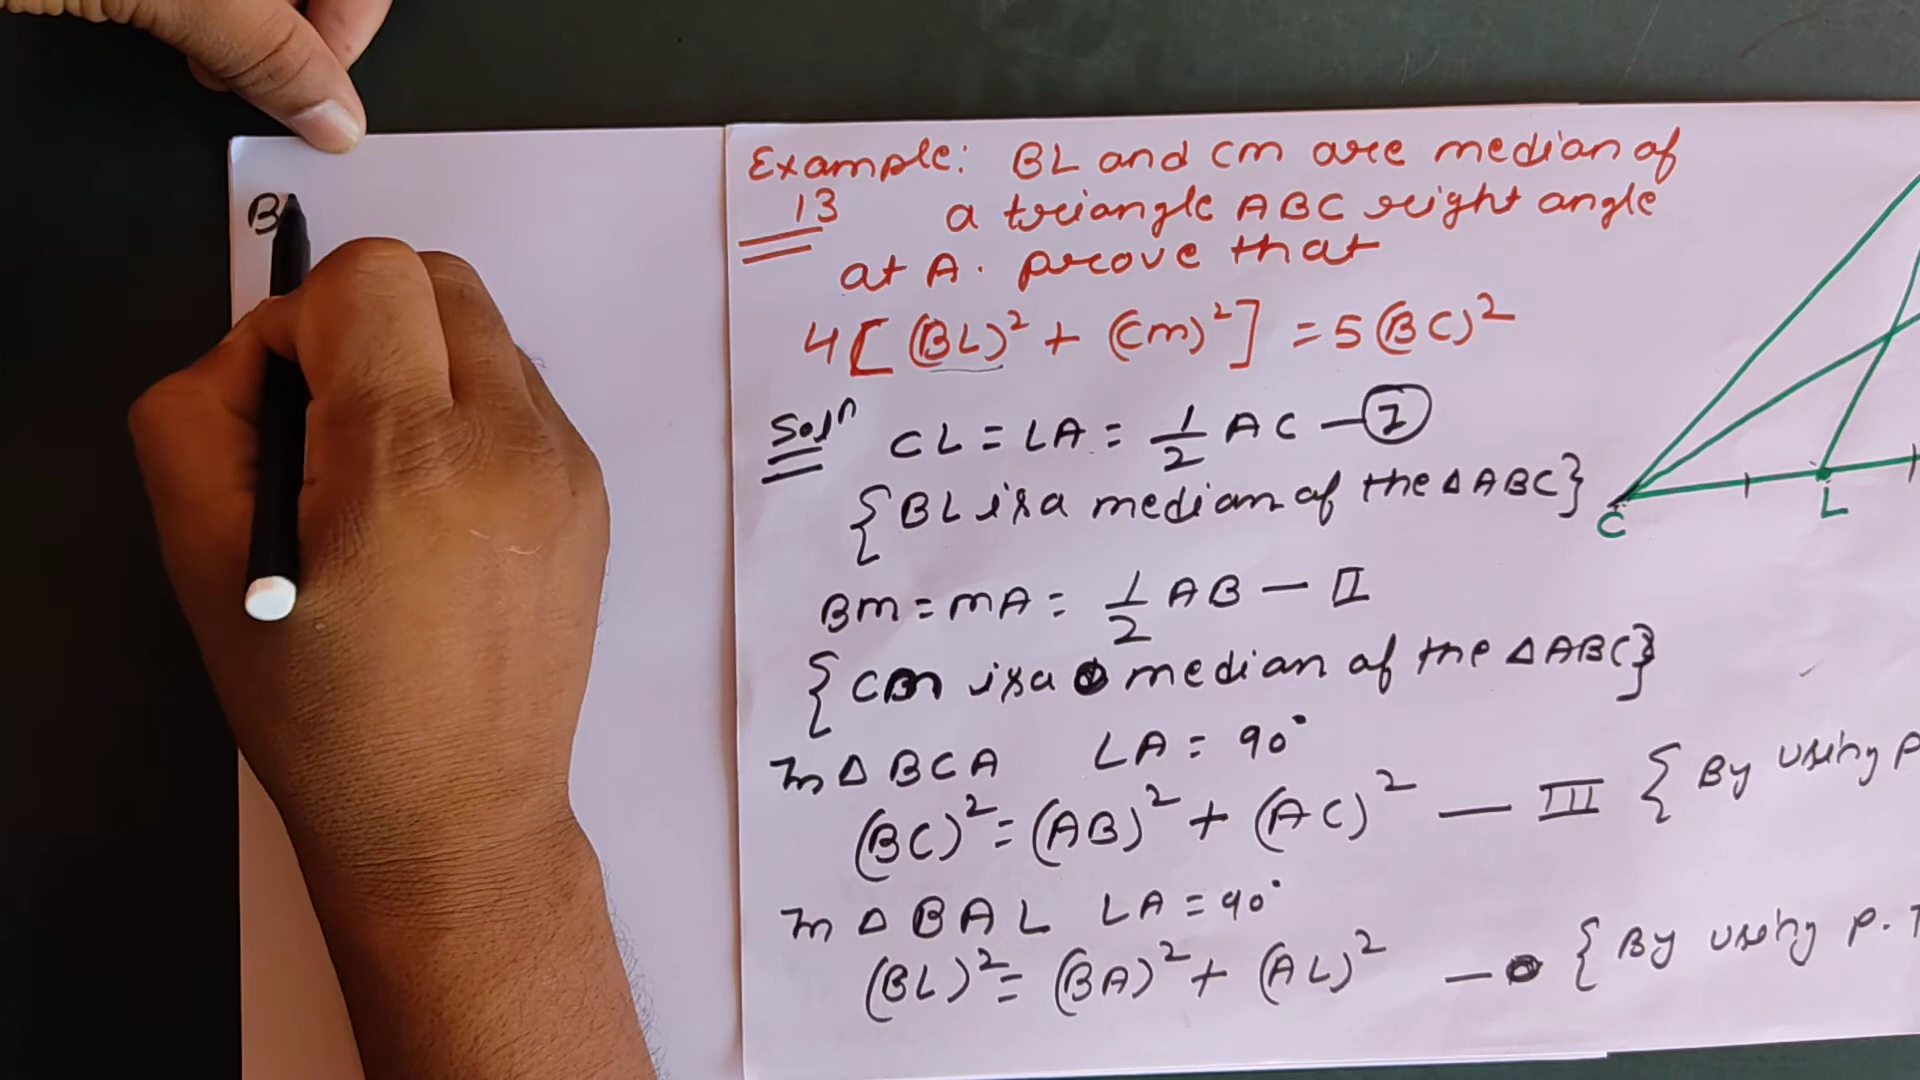 B
Example: BL and cm are median of
13 a triangle ABC right angle
at A. prove that
4[(BL)² + (Cm)²] = 5(BC)²
Solⁿ CL = LA = 1/2 AC — I
{BL is a median of the ΔABC}
Bm = mA = 1/2 AB — II
{Cm is a median of the ΔABC}
In Δ BCA ∠A = 90°
(BC)² = (AB)² + (AC)² — III {By using P
In Δ BAL ∠A = 90°
(BL)² = (BA)² + (AL)² — {By using P.T
C
L